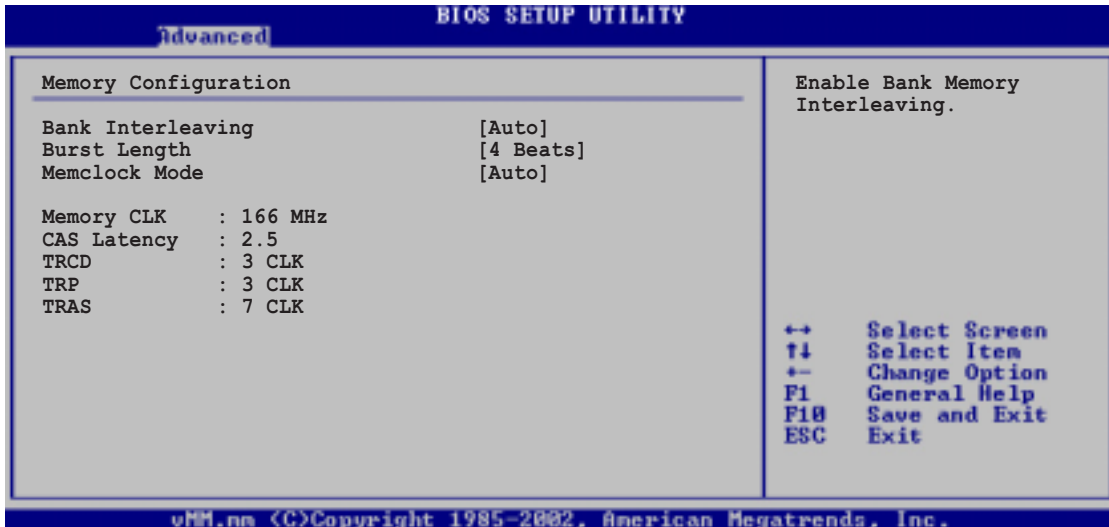 BIOS SETUP UTILITY
Advanced
Memory Configuration
Bank Interleaving [Auto]
Burst Length [4 Beats]
Memclock Mode [Auto]
Memory CLK : 166 MHz
CAS Latency : 2.5
TRCD : 3 CLK
TRP : 3 CLK
TRAS : 7 CLK
Enable Bank Memory
Interleaving.
←→ Select Screen
↑↓ Select Item
+- Change Option
F1 General Help
F10 Save and Exit
ESC Exit
vMM.mm (C)Copyright 1985-2002, American Megatrends, Inc.